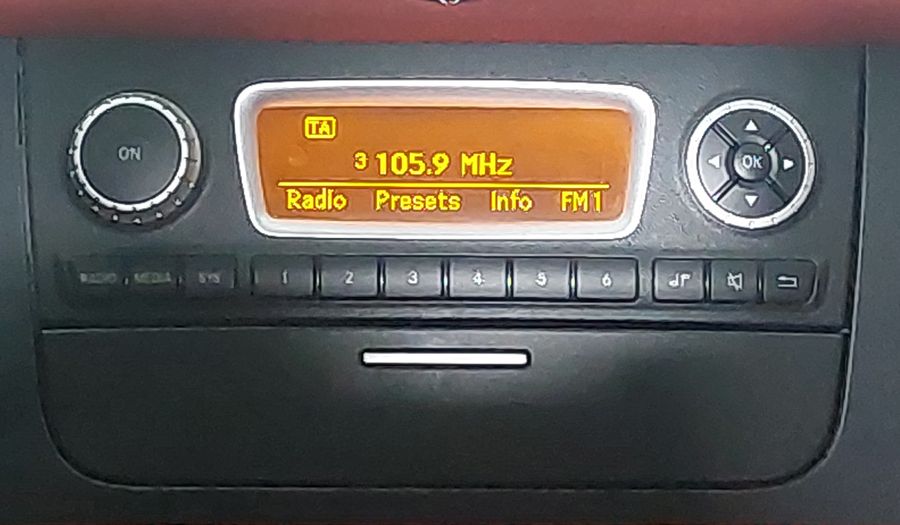 TA
3 105.9 MHz
Radio Presets Info FM1
ON
OK
RADIO MEDIA SYS 1 2 3 4 5 6